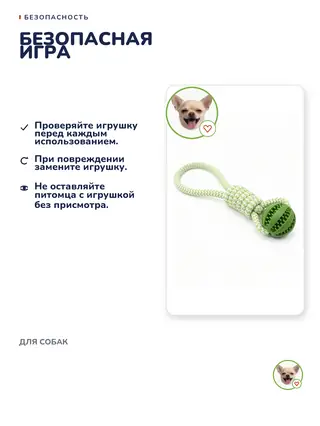 БЕЗОПАСНОСТЬ
БЕЗОПАСНАЯ
ИГРА
Проверяйте игрушку
перед каждым
использованием.
При повреждении
замените игрушку.
Не оставляйте
питомца с игрушкой
без присмотра.
ДЛЯ СОБАК